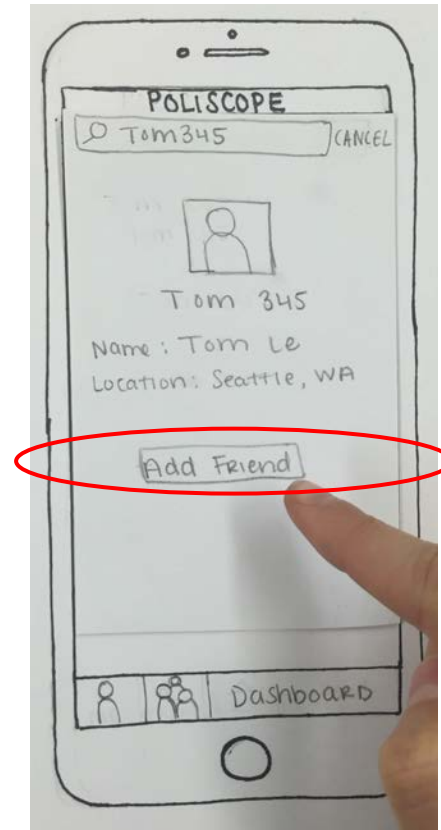 POLISCOPE
Tom345 CANCEL
Tom 345
Name: Tom Le
Location: Seattle, WA
Add Friend
Dashboard